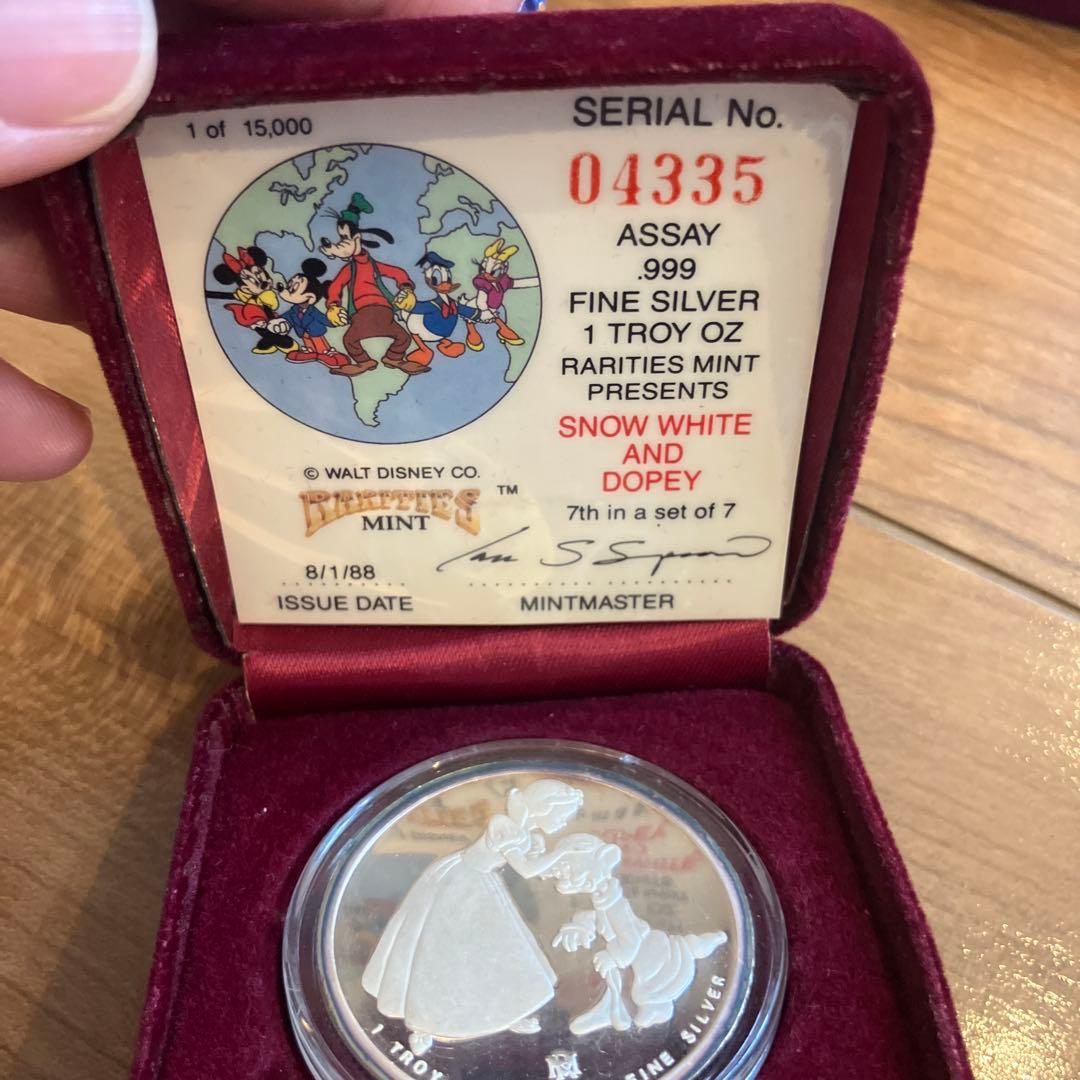 1 of 15,000
SERIAL No.
04335
ASSAY
.999
FINE SILVER
1 TROY OZ
RARITIES MINT
PRESENTS
SNOW WHITE
AND
DOPEY
7th in a set of 7
© WALT DISNEY CO.
RARITIES ™
MINT
8/1/88
ISSUE DATE
MINTMASTER
1 TROY
FINE SILVER